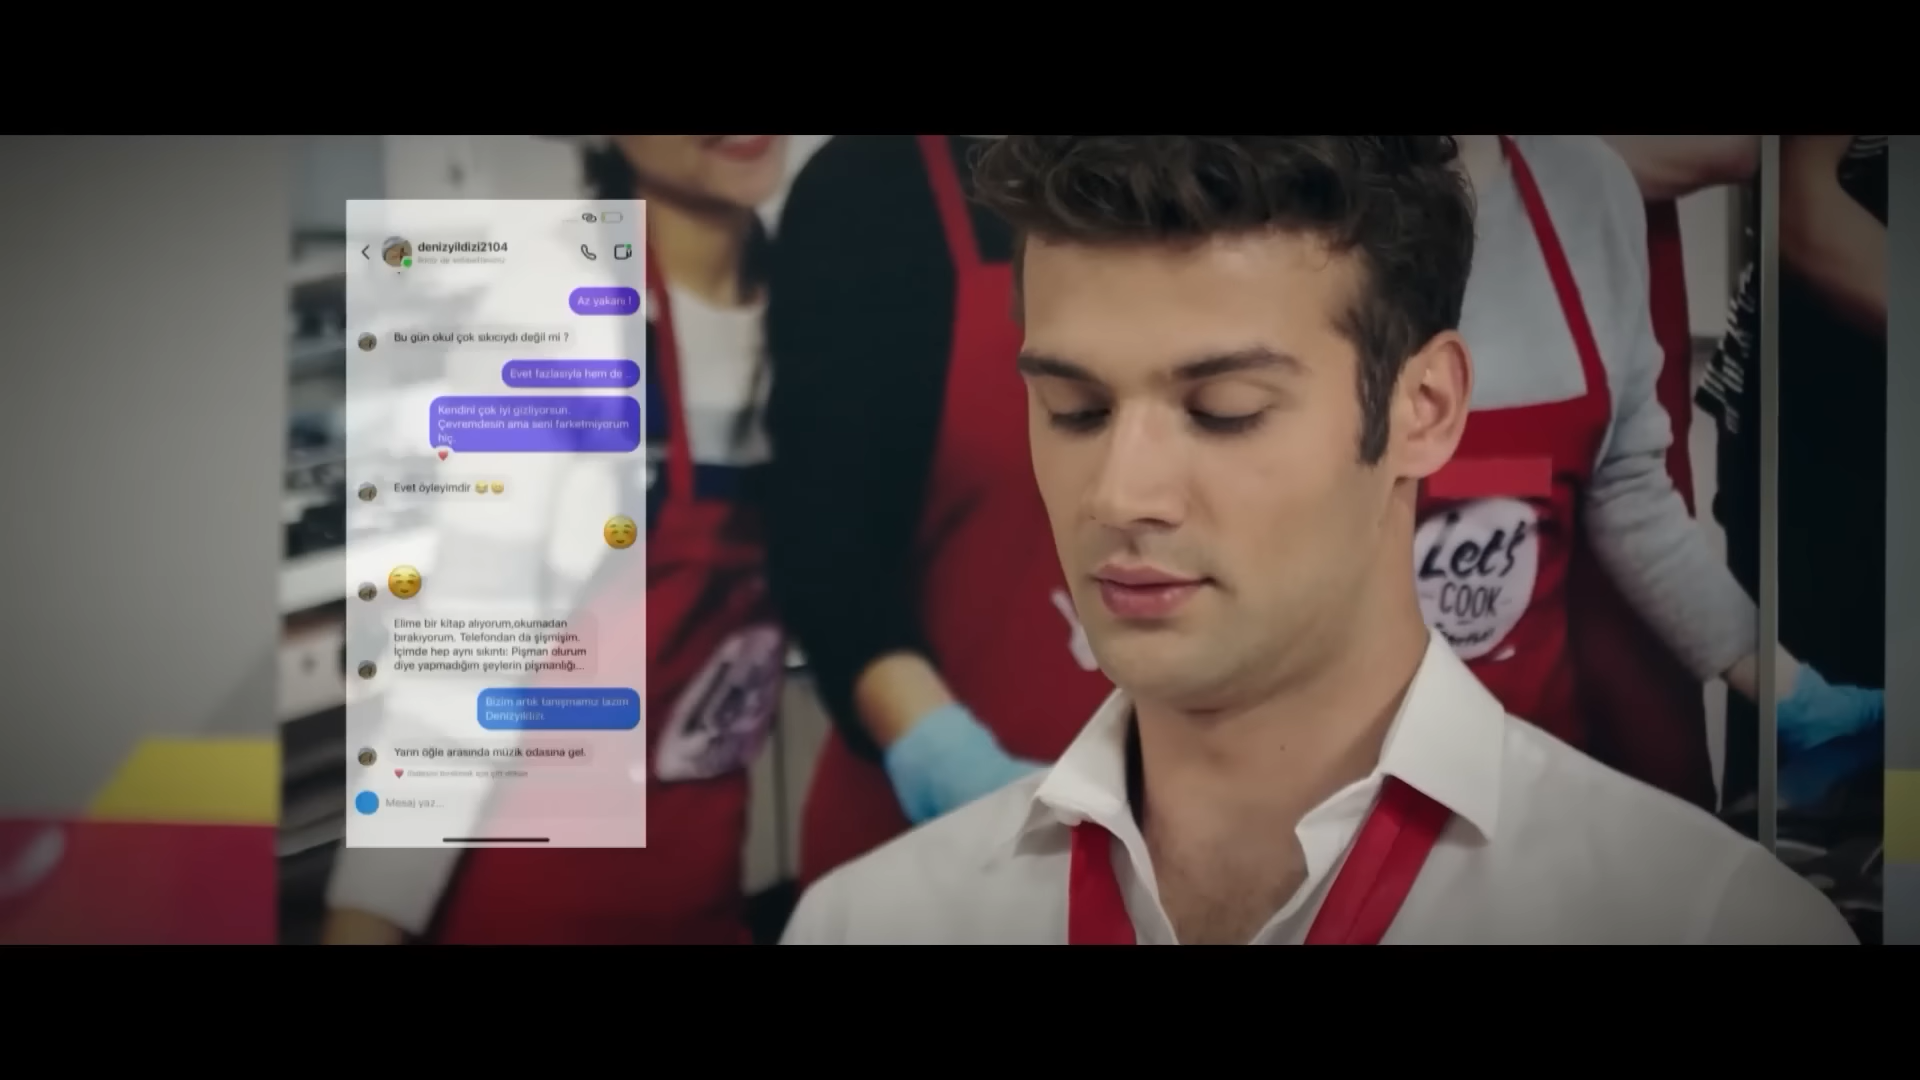 denizyildizi2104
Az yakani !
Bu gün okul çok sıkıcıydı değil mi ?
Evet fazlasıyla hem de ..
Kendini çok iyi gizliyorsun.
Çevremdesin ama seni farketmiyorum
hiç.
Evet öyleyimdir
Elime bir kitap alıyorum,okumadan
bırakıyorum. Telefondan da şişmişim.
İçimde hep aynı sıkıntı: Pişman olurum
diye yapmadığım şeylerin pişmanlığı...
Bizim artık tanışmamız lazım
Denizyıldızı
Yarın öğle arasında müzik odasına gel.
Mesaj yaz...
Let's
COOK